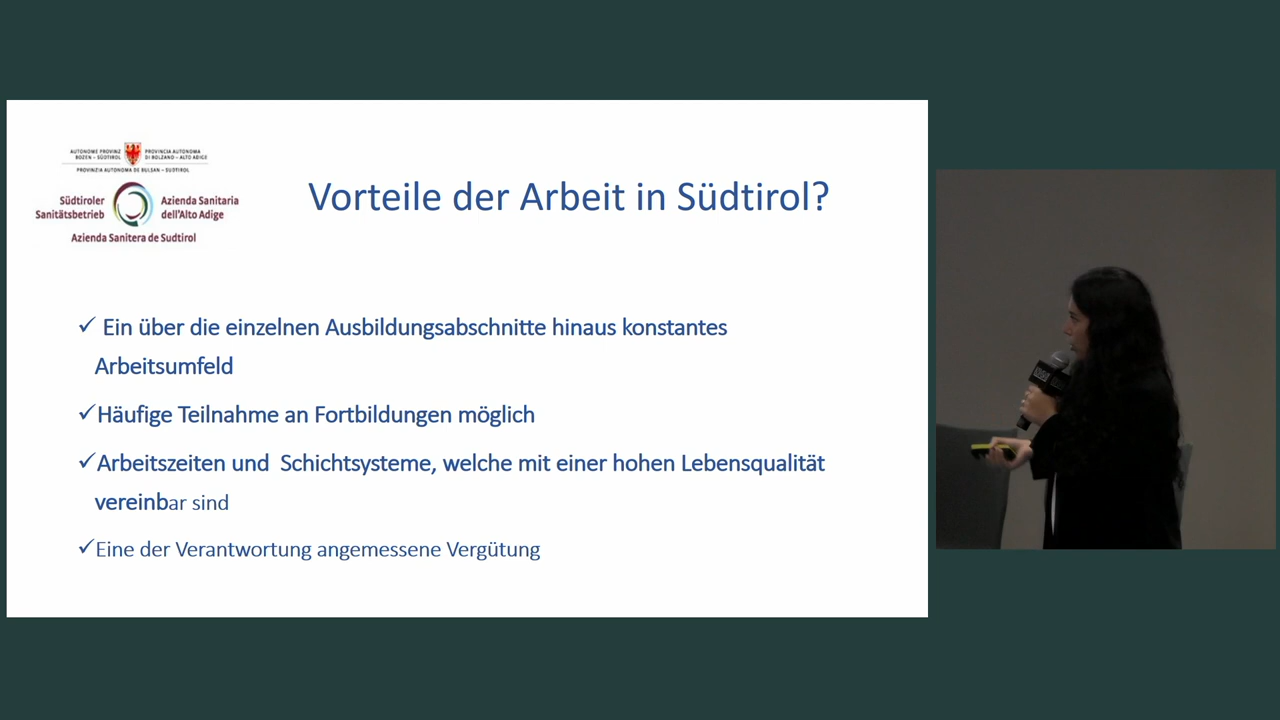 AUTONOME PROVINZ
BOZEN – SÜDTIROL
PROVINCIA AUTONOMA
DI BOLZANO – ALTO ADIGE
PROVINZIA AUTONOMA DE BULSAN – SUDTIROL
Südtiroler
Sanitätsbetrieb
Azienda Sanitaria
dell'Alto Adige
Azienda Sanitera de Sudtirol
Vorteile der Arbeit in Südtirol?
✓ Ein über die einzelnen Ausbildungsabschnitte hinaus konstantes
Arbeitsumfeld
✓Häufige Teilnahme an Fortbildungen möglich
✓Arbeitszeiten und Schichtsysteme, welche mit einer hohen Lebensqualität
vereinbar sind
✓Eine der Verantwortung angemessene Vergütung